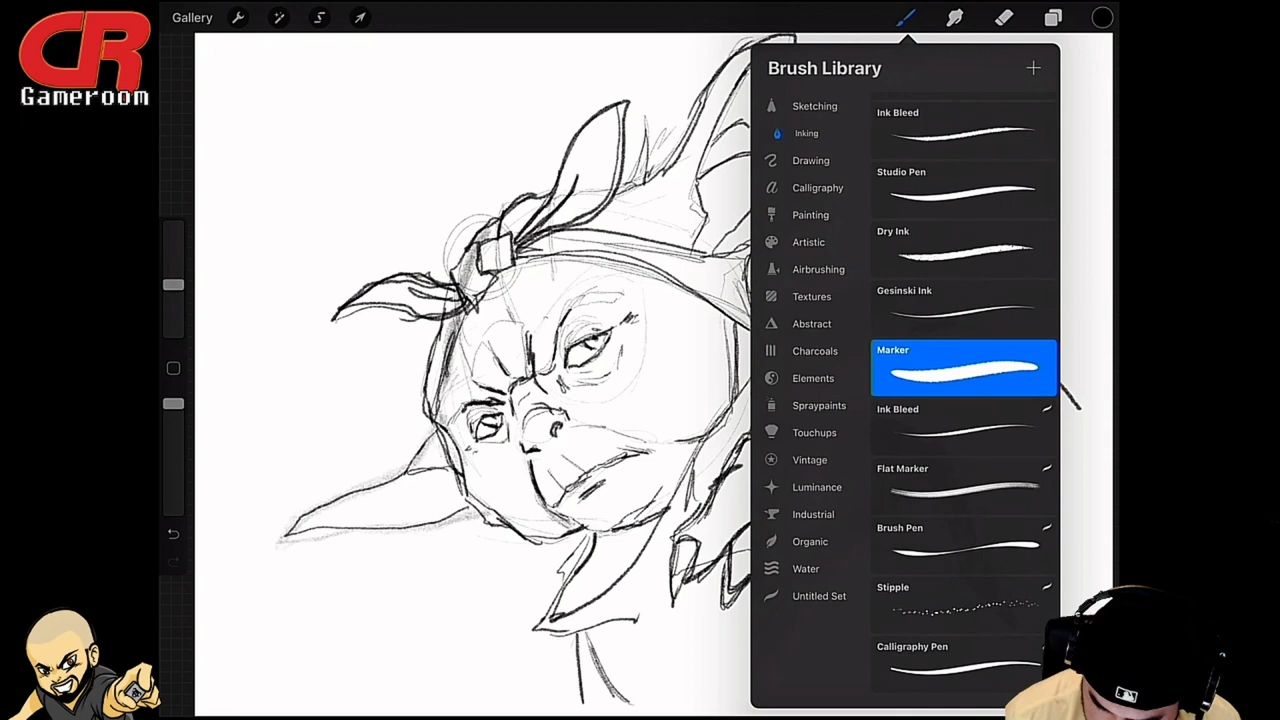 CR
Gameroom
Gallery
Brush Library
Sketching
Inking
Drawing
Calligraphy
Painting
Artistic
Airbrushing
Textures
Abstract
Charcoals
Elements
Spraypaints
Touchups
Vintage
Luminance
Industrial
Organic
Water
Untitled Set
Ink Bleed
Studio Pen
Dry Ink
Gesinski Ink
Marker
Ink Bleed
Flat Marker
Brush Pen
Stipple
Calligraphy Pen